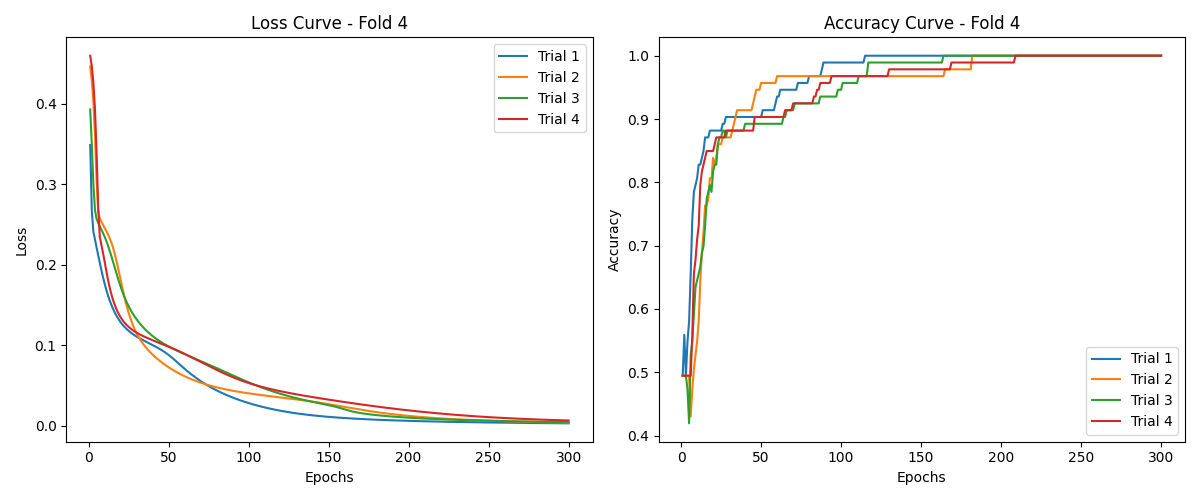 Loss Curve - Fold 4
Loss
0.4
0.3
0.2
0.1
0.0
0 50 100 150 200 250 300
Epochs
Trial 1
Trial 2
Trial 3
Trial 4
Accuracy Curve - Fold 4
Accuracy
1.0
0.9
0.8
0.7
0.6
0.5
0.4
0 50 100 150 200 250 300
Epochs
Trial 1
Trial 2
Trial 3
Trial 4